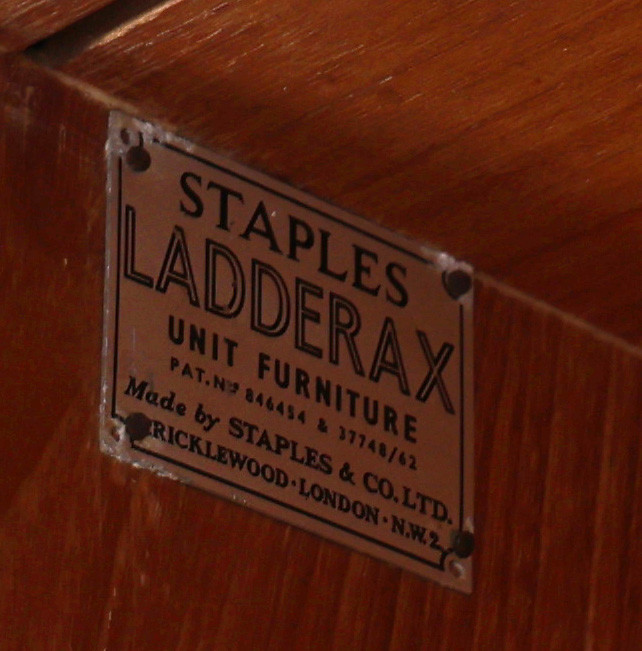 STAPLES
LADDERAX
UNIT FURNITURE
PAT. Nº 846454 & 37748/62
Made by STAPLES & CO. LTD.
CRICKLEWOOD · LONDON · N.W.2.